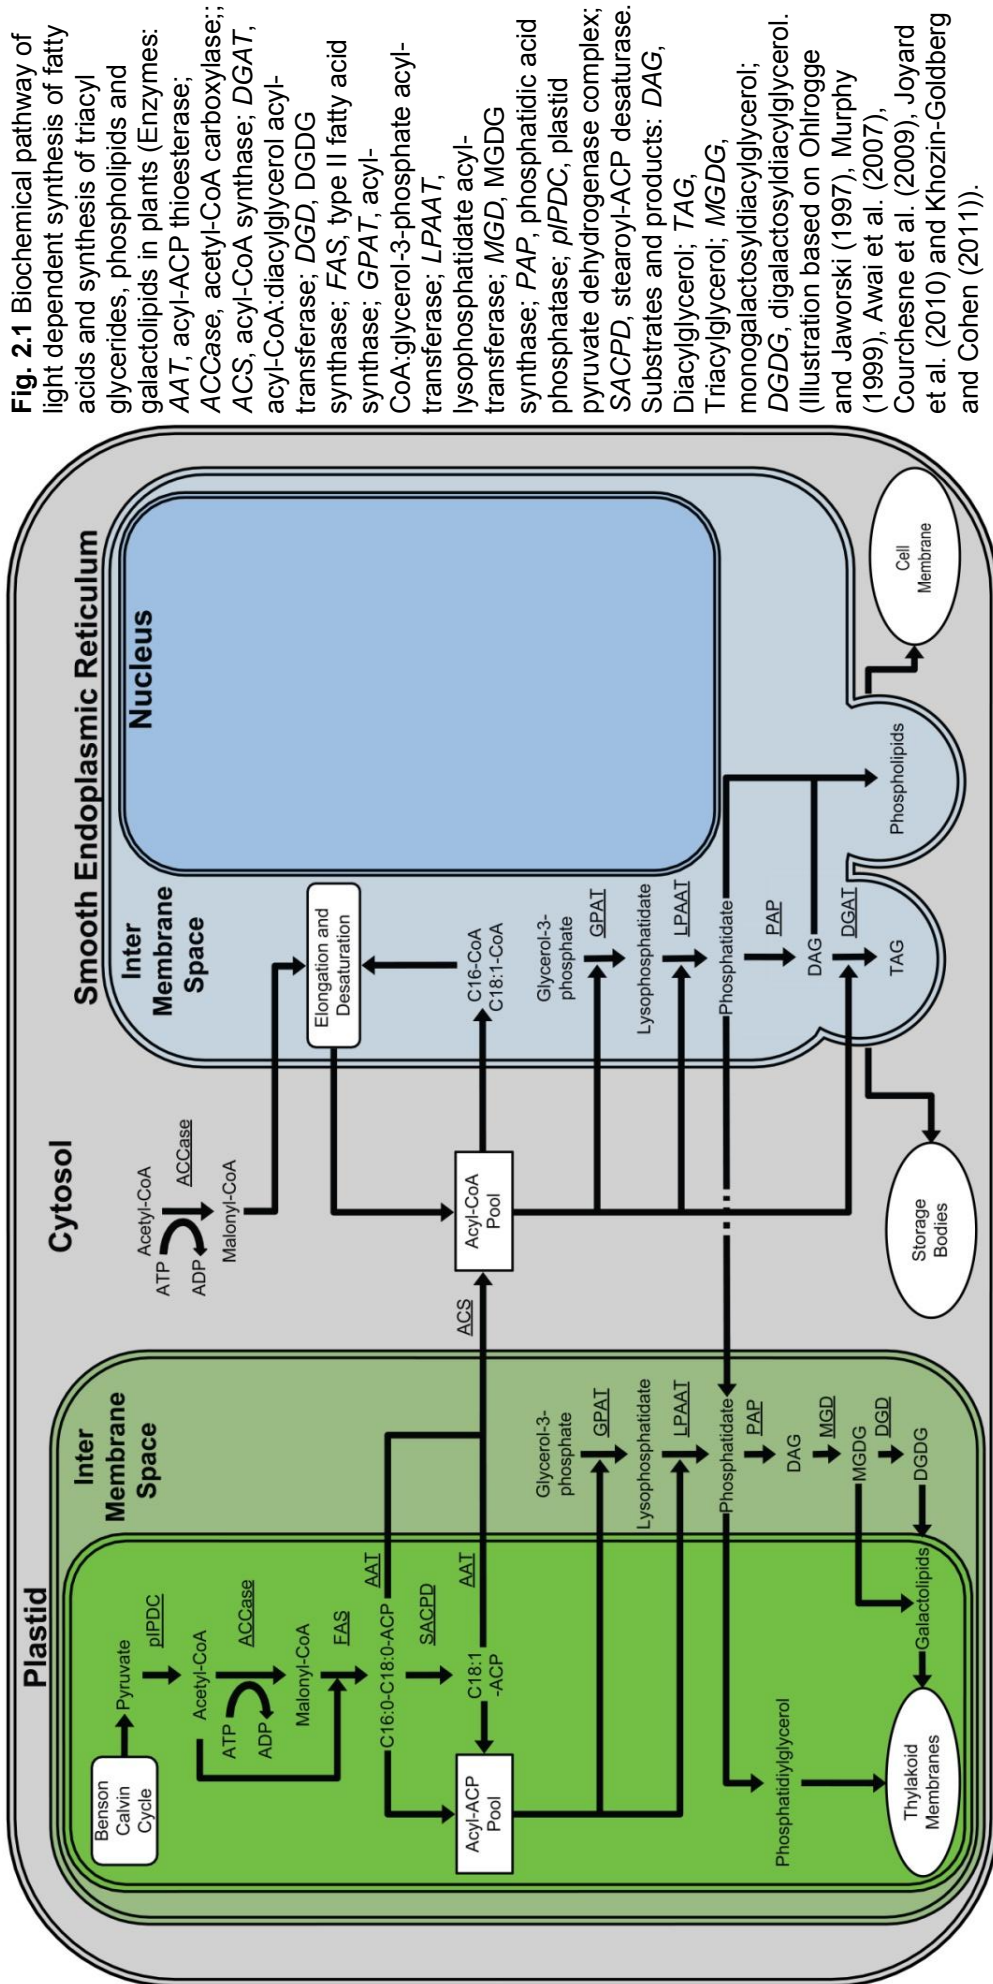 Plastid
Cytosol
Smooth Endoplasmic Reticulum
Inter
Membrane
Space
Inter
Membrane
Space
Nucleus
Benson
Calvin
Cycle
Pyruvate
plPDC
Acetyl-CoA
ACCase
ATP
ADP
Malonyl-CoA
FAS
C16:0-C18:0-ACP
AAT
SACPD
C18:1
-ACP
AAT
Acyl-ACP
Pool
Glycerol-3-
phosphate
GPAT
Lysophosphatidate
LPAAT
Phosphatidate
PAP
DAG
MGD
MGDG
DGD
DGDG
Phosphatidiylglycerol
Galactolipids
Thylakoid
Membranes
Acetyl-CoA
ACCase
ATP
ADP
Malonyl-CoA
ACS
Acyl-CoA
Pool
Storage
Bodies
Elongation and
Desaturation
C16-CoA
C18:1-CoA
Glycerol-3-
phosphate
GPAT
Lysophosphatidate
LPAAT
Phosphatidate
PAP
DAG
DGAT
TAG
Phospholipids
Cell
Membrane
Fig. 2.1 Biochemical pathway of
light dependent synthesis of fatty
acids and synthesis of triacyl
glycerides, phospholipids and
galactolipids in plants (Enzymes:
AAT, acyl-ACP thioesterase;
ACCase, acetyl-CoA carboxylase;;
ACS, acyl-CoA synthase; DGAT,
acyl-CoA:diacylglycerol acyl-
transferase; DGD, DGDG
synthase; FAS, type II fatty acid
synthase; GPAT, acyl-
CoA:glycerol-3-phosphate acyl-
transferase; LPAAT,
lysophosphatidate acyl-
transferase; MGD, MGDG
synthase; PAP, phosphatidic acid
phosphatase; plPDC, plastid
pyruvate dehydrogenase complex;
SACPD, stearoyl-ACP desaturase.
Substrates and products: DAG,
Diacylglycerol; TAG,
Triacylglycerol; MGDG,
monogalactosyldiacylglycerol;
DGDG, digalactosyldiacylglycerol.
(Illustration based on Ohlrogge
and Jaworski (1997), Murphy
(1999), Awai et al. (2007),
Courchesne et al. (2009), Joyard
et al. (2010) and Khozin-Goldberg
and Cohen (2011)).